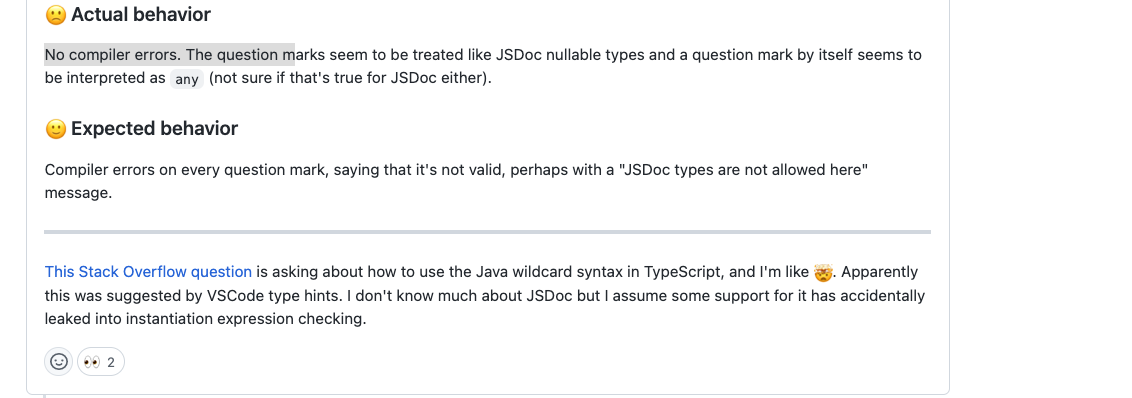 🙁 Actual behavior
No compiler errors. The question marks seem to be treated like JSDoc nullable types and a question mark by itself seems to
be interpreted as any (not sure if that's true for JSDoc either).
🙂 Expected behavior
Compiler errors on every question mark, saying that it's not valid, perhaps with a "JSDoc types are not allowed here"
message.
This Stack Overflow question is asking about how to use the Java wildcard syntax in TypeScript, and I'm like 🤯. Apparently
this was suggested by VSCode type hints. I don't know much about JSDoc but I assume some support for it has accidentally
leaked into instantiation expression checking.
👀 2